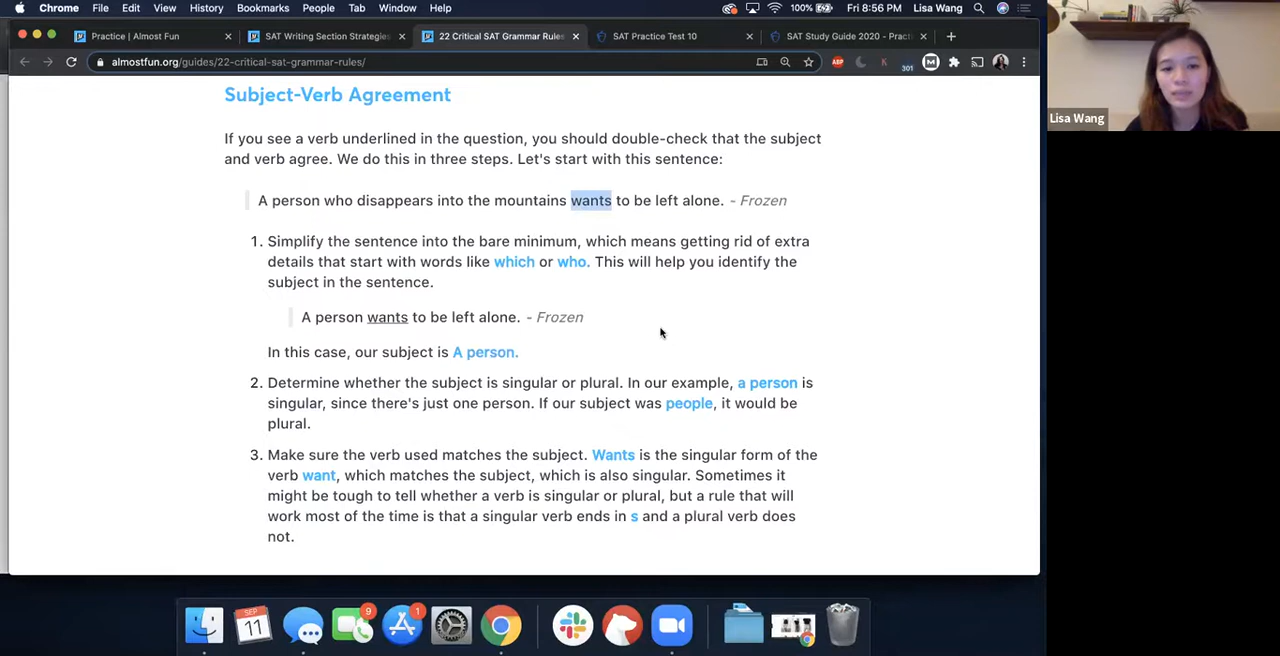 Chrome File Edit View History Bookmarks People Tab Window Help 100% Fri 8:56 PM Lisa Wang
Practice | Almost Fun
SAT Writing Section Strategies
22 Critical SAT Grammar Rules
SAT Practice Test 10
SAT Study Guide 2020 - Pract
almostfun.org/guides/22-critical-sat-grammar-rules/
ABP
K
301
M
Lisa Wang
Subject-Verb Agreement
If you see a verb underlined in the question, you should double-check that the subject
and verb agree. We do this in three steps. Let's start with this sentence:
A person who disappears into the mountains wants to be left alone. - Frozen
1. Simplify the sentence into the bare minimum, which means getting rid of extra
details that start with words like which or who. This will help you identify the
subject in the sentence.
A person wants to be left alone. - Frozen
In this case, our subject is A person.
2. Determine whether the subject is singular or plural. In our example, a person is
singular, since there's just one person. If our subject was people, it would be
plural.
3. Make sure the verb used matches the subject. Wants is the singular form of the
verb want, which matches the subject, which is also singular. Sometimes it
might be tough to tell whether a verb is singular or plural, but a rule that will
work most of the time is that a singular verb ends in s and a plural verb does
not.
SEP
11
9
1